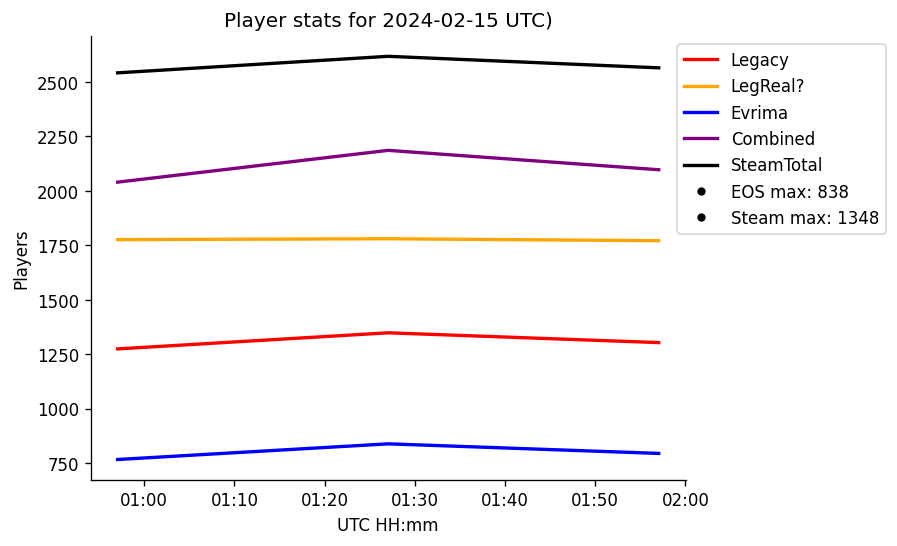 Player stats for 2024-02-15 UTC)
Legacy
LegReal?
Evrima
Combined
SteamTotal
EOS max: 838
Steam max: 1348
Players
2500
2250
2000
1750
1500
1250
1000
750
01:00 01:10 01:20 01:30 01:40 01:50 02:00
UTC HH:mm